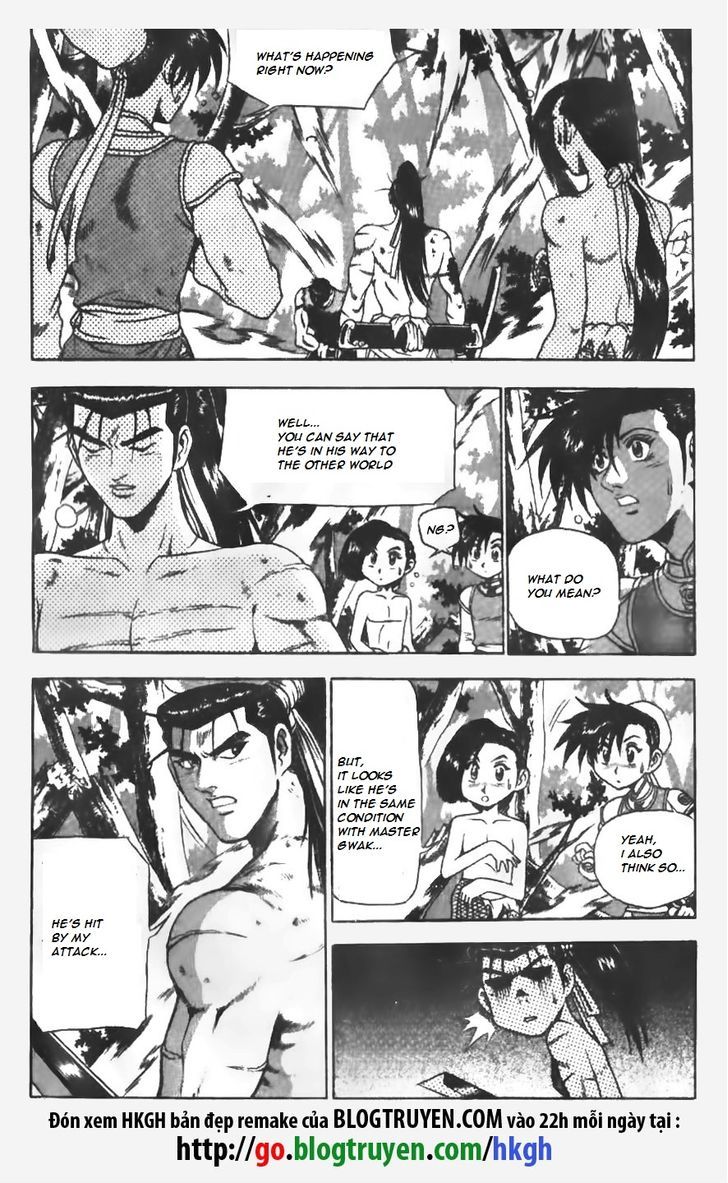 WHAT'S HAPPENING
RIGHT NOW?
WELL...
YOU CAN SAY THAT
HE'S IN HIS WAY TO
THE OTHER WORLD
NG?
WHAT DO
YOU MEAN?
HE'S HIT
BY MY
ATTACK...
BUT,
IT LOOKS
LIKE HE'S
IN THE SAME
CONDITION
WITH MASTER
SWAK...
YEAH,
I ALSO
THINK SO...
Đón xem HKGH bản đẹp remake của BLOGTRUYEN.COM vào 22h mỗi ngày tại :
http://go.blogtruyen.com/hkgh